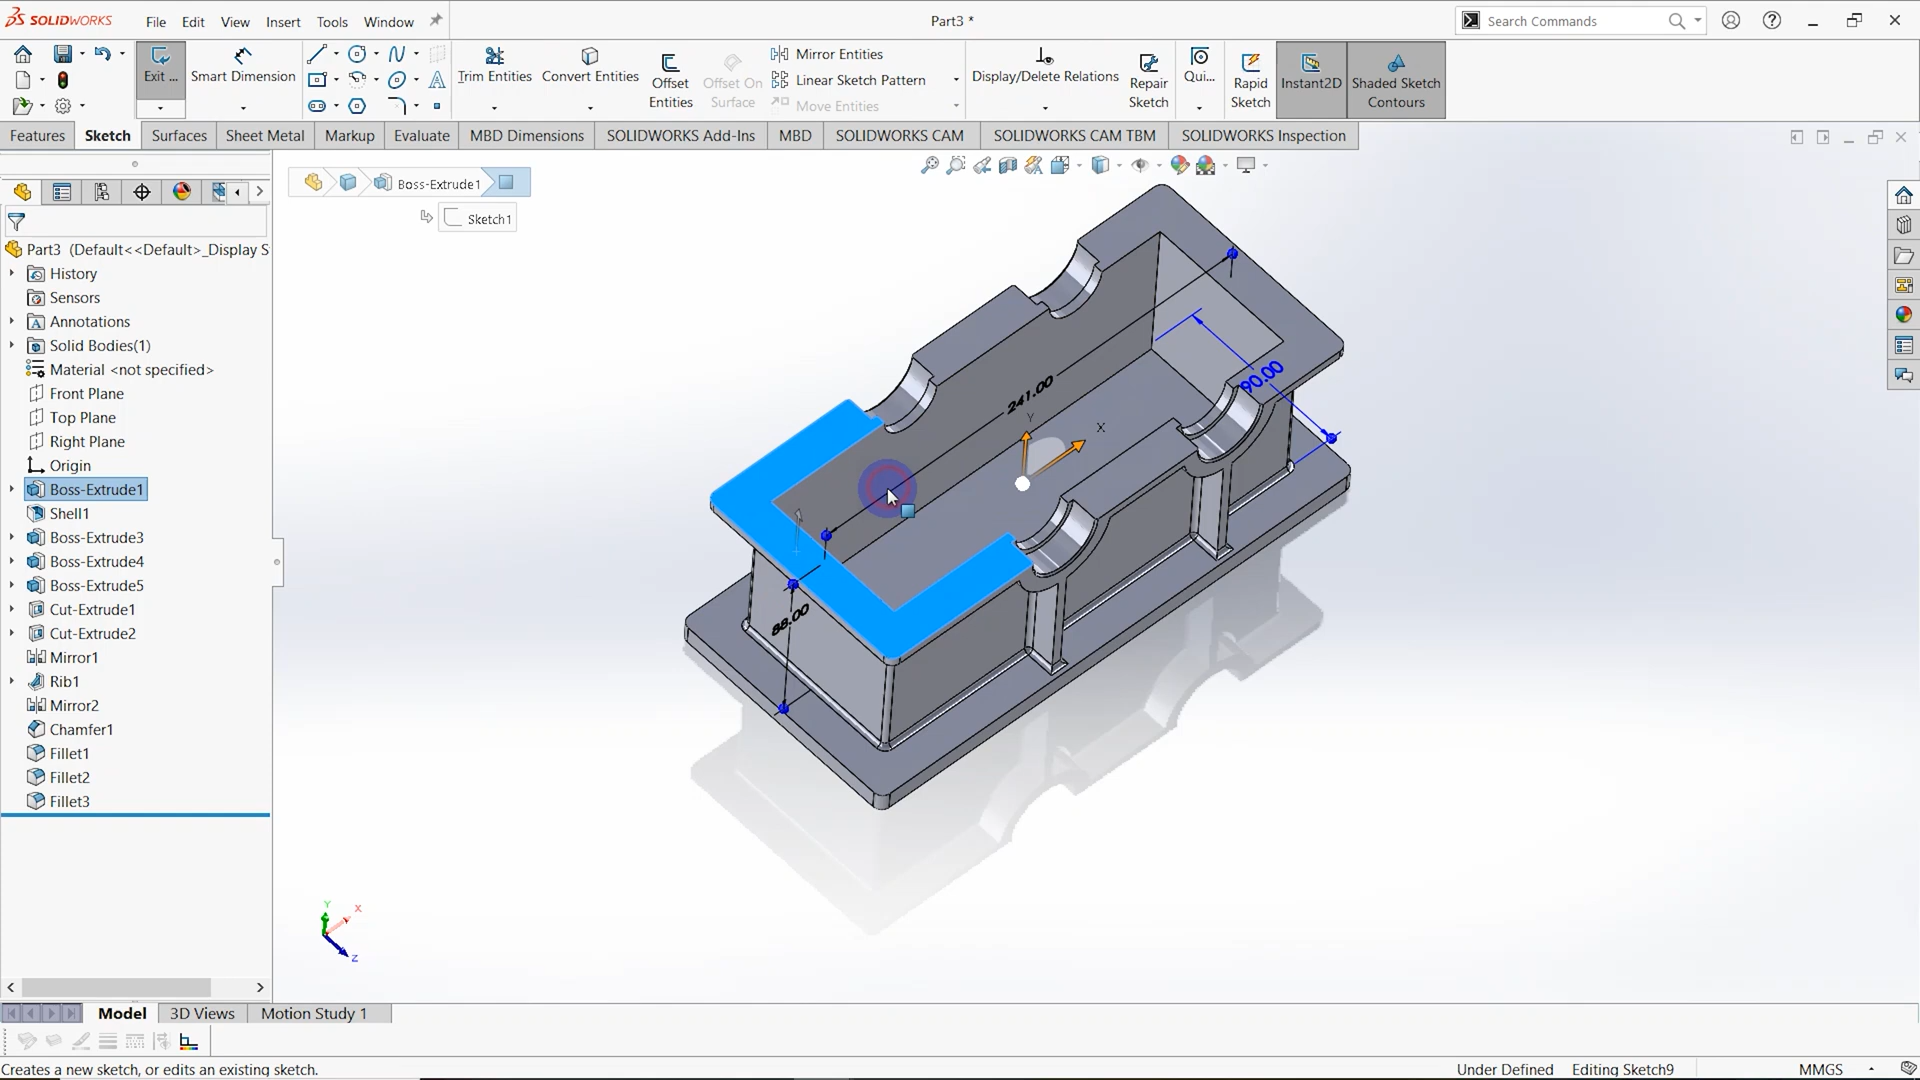 SOLIDWORKS File Edit View Insert Tools Window Part3 * Search Commands
Exit ... Smart Dimension Trim Entities Convert Entities Offset Entities Offset On Surface Mirror Entities Linear Sketch Pattern Move Entities Display/Delete Relations Repair Sketch Qui... Rapid Sketch Instant2D Shaded Sketch Contours
Features Sketch Surfaces Sheet Metal Markup Evaluate MBD Dimensions SOLIDWORKS Add-Ins MBD SOLIDWORKS CAM SOLIDWORKS CAM TBM SOLIDWORKS Inspection
Boss-Extrude1
Sketch1
Part3 (Default<<Default>_Display S
History
Sensors
Annotations
Solid Bodies(1)
Material <not specified>
Front Plane
Top Plane
Right Plane
Origin
Boss-Extrude1
Shell1
Boss-Extrude3
Boss-Extrude4
Boss-Extrude5
Cut-Extrude1
Cut-Extrude2
Mirror1
Rib1
Mirror2
Chamfer1
Fillet1
Fillet2
Fillet3
90.00
241.00
Y X
88.00
Y X
Z
Model 3D Views Motion Study 1
Creates a new sketch, or edits an existing sketch. Under Defined Editing Sketch9 MMGS